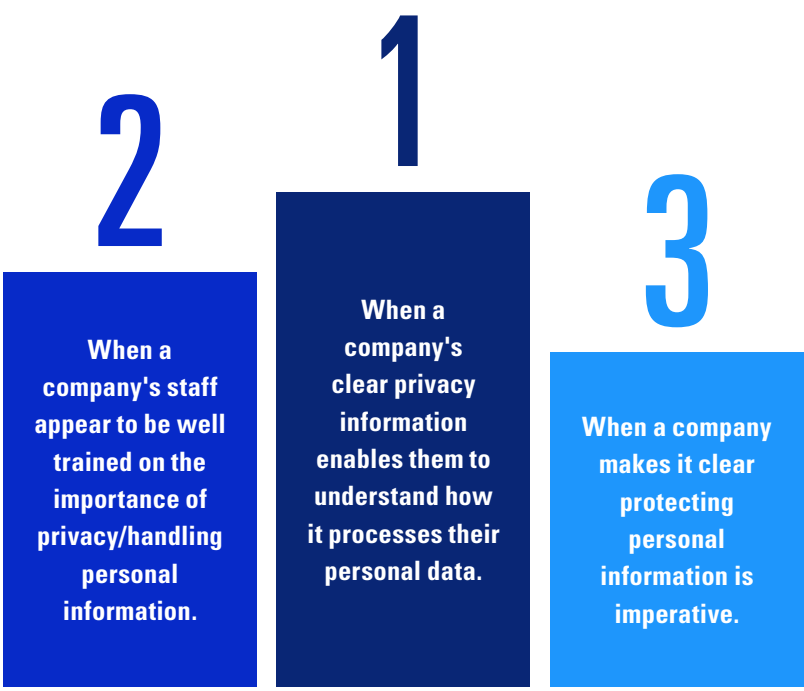 2
When a
company's staff
appear to be well
trained on the
importance of
privacy/handling
personal
information.
1
When a
company's
clear privacy
information
enables them to
understand how
it processes their
personal data.
3
When a company
makes it clear
protecting
personal
information is
imperative.